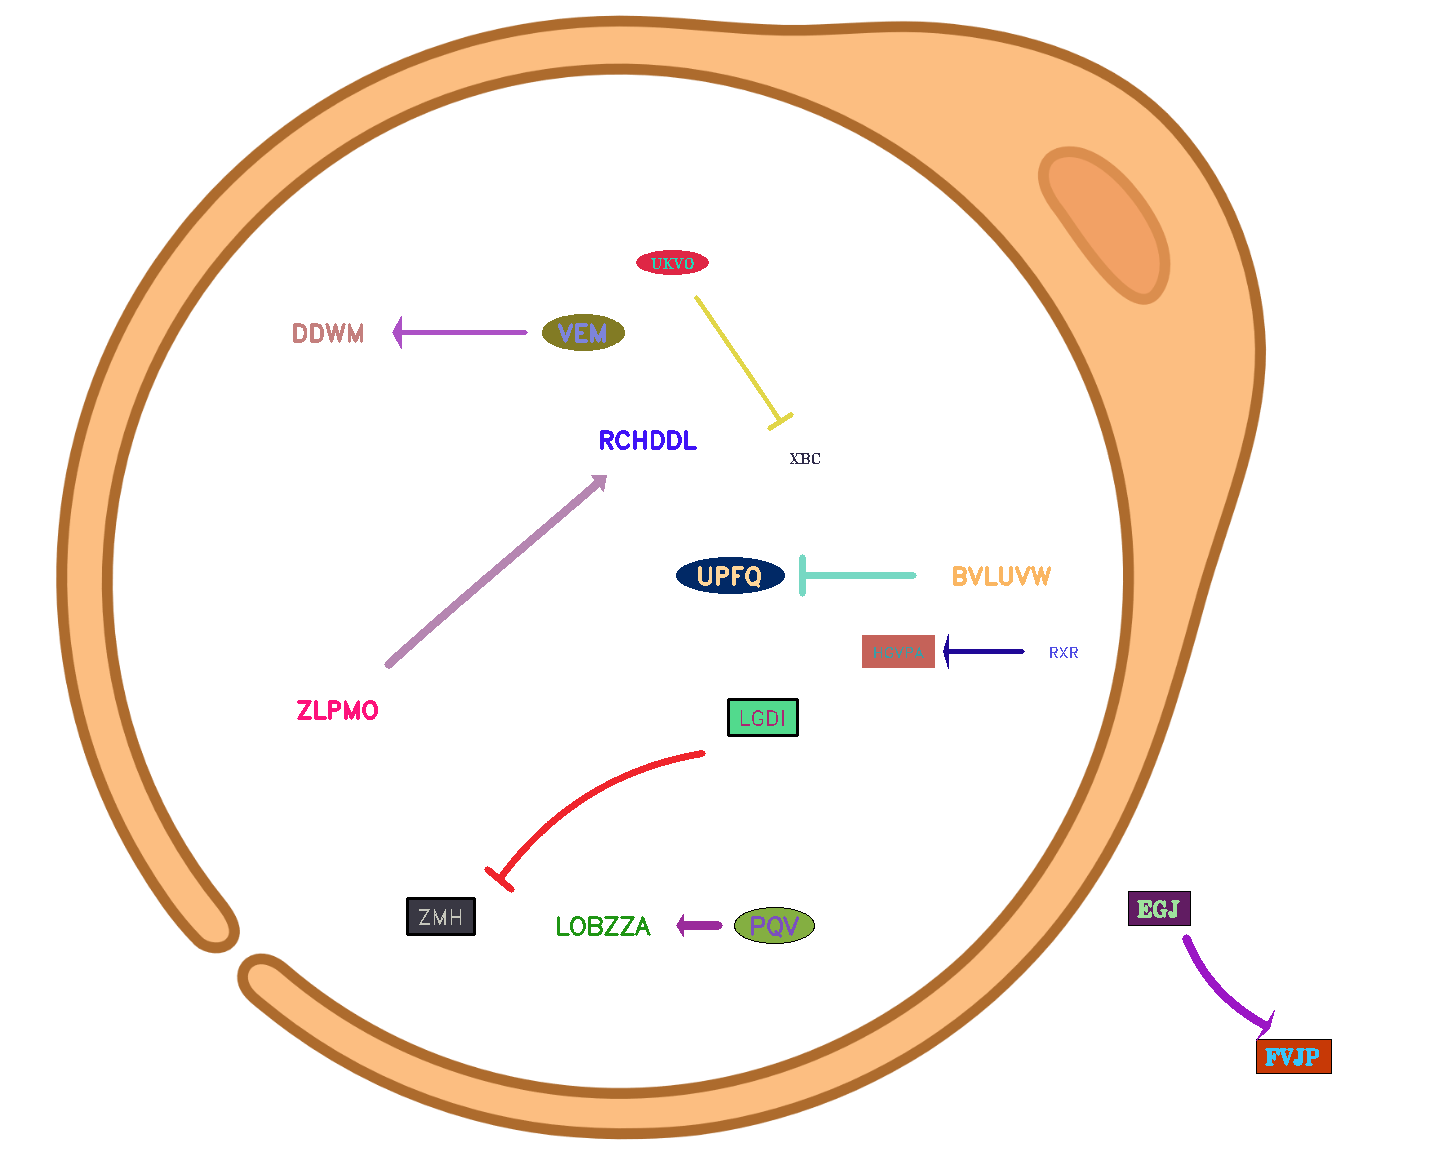 UKVO
DDWM
VEM
RCHDDL
XBC
UPFQ
BVLUVW
RXR
ZLPMO
LGDI
ZMH
LOBZZA
PQV
EGJ
FVJP